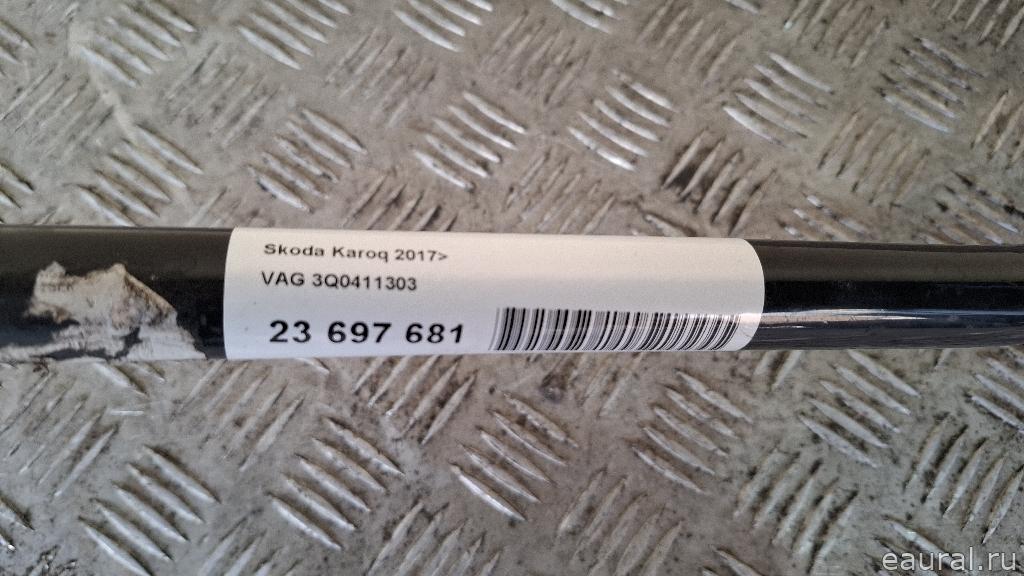 Skoda Karoq 2017>
VAG 3Q0411303
23 697 681
eaural.ru